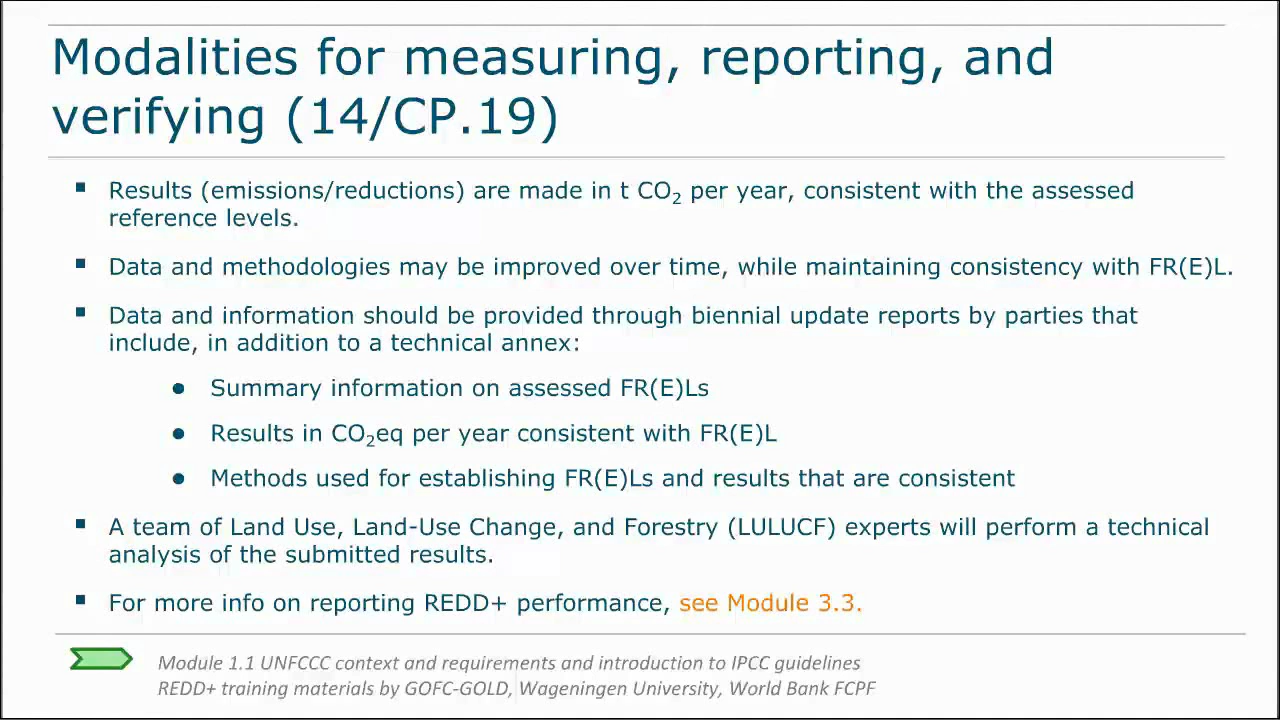 Modalities for measuring, reporting, and
verifying (14/CP.19)
▪ Results (emissions/reductions) are made in t CO₂ per year, consistent with the assessed
reference levels.
▪ Data and methodologies may be improved over time, while maintaining consistency with FR(E)L.
▪ Data and information should be provided through biennial update reports by parties that
include, in addition to a technical annex:
● Summary information on assessed FR(E)Ls
● Results in CO₂eq per year consistent with FR(E)L
● Methods used for establishing FR(E)Ls and results that are consistent
▪ A team of Land Use, Land-Use Change, and Forestry (LULUCF) experts will perform a technical
analysis of the submitted results.
▪ For more info on reporting REDD+ performance, see Module 3.3.
Module 1.1 UNFCCC context and requirements and introduction to IPCC guidelines
REDD+ training materials by GOFC-GOLD, Wageningen University, World Bank FCPF